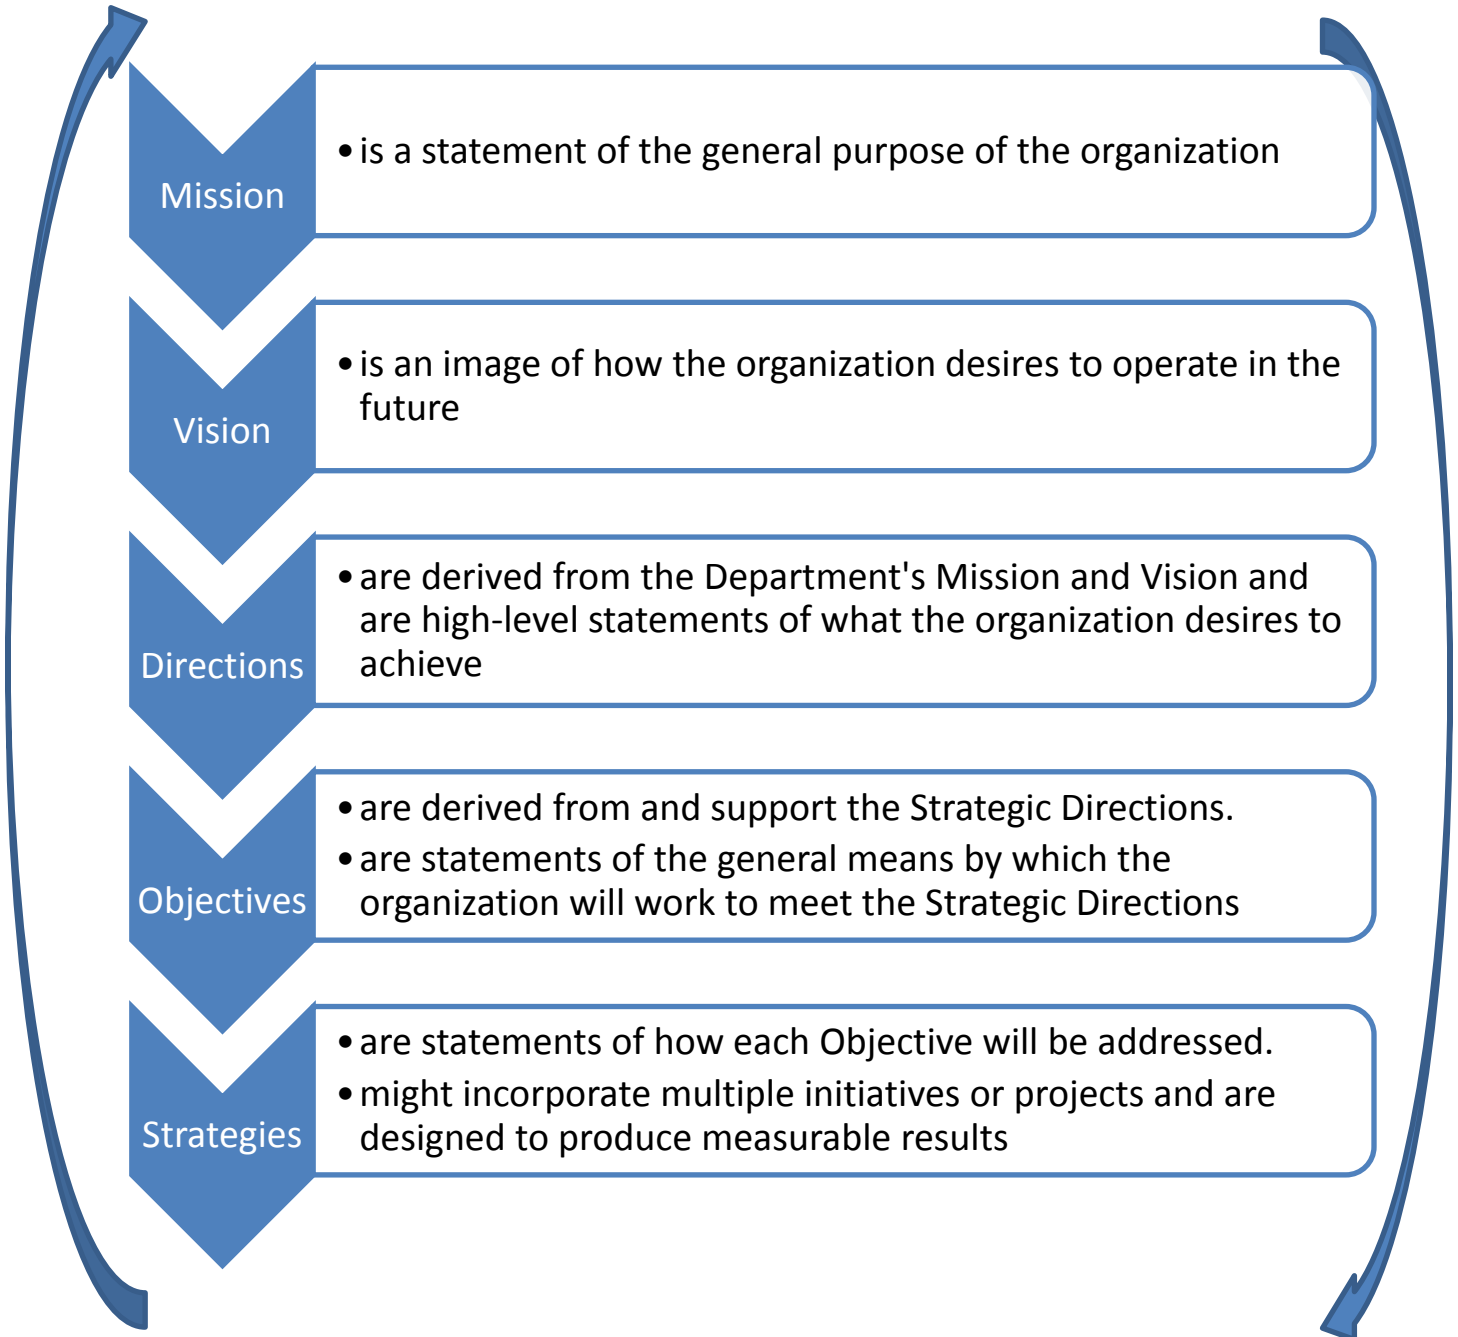 Mission
• is a statement of the general purpose of the organization
Vision
• is an image of how the organization desires to operate in the
future
Directions
• are derived from the Department's Mission and Vision and
are high-level statements of what the organization desires to
achieve
Objectives
• are derived from and support the Strategic Directions.
• are statements of the general means by which the
organization will work to meet the Strategic Directions
Strategies
• are statements of how each Objective will be addressed.
• might incorporate multiple initiatives or projects and are
designed to produce measurable results